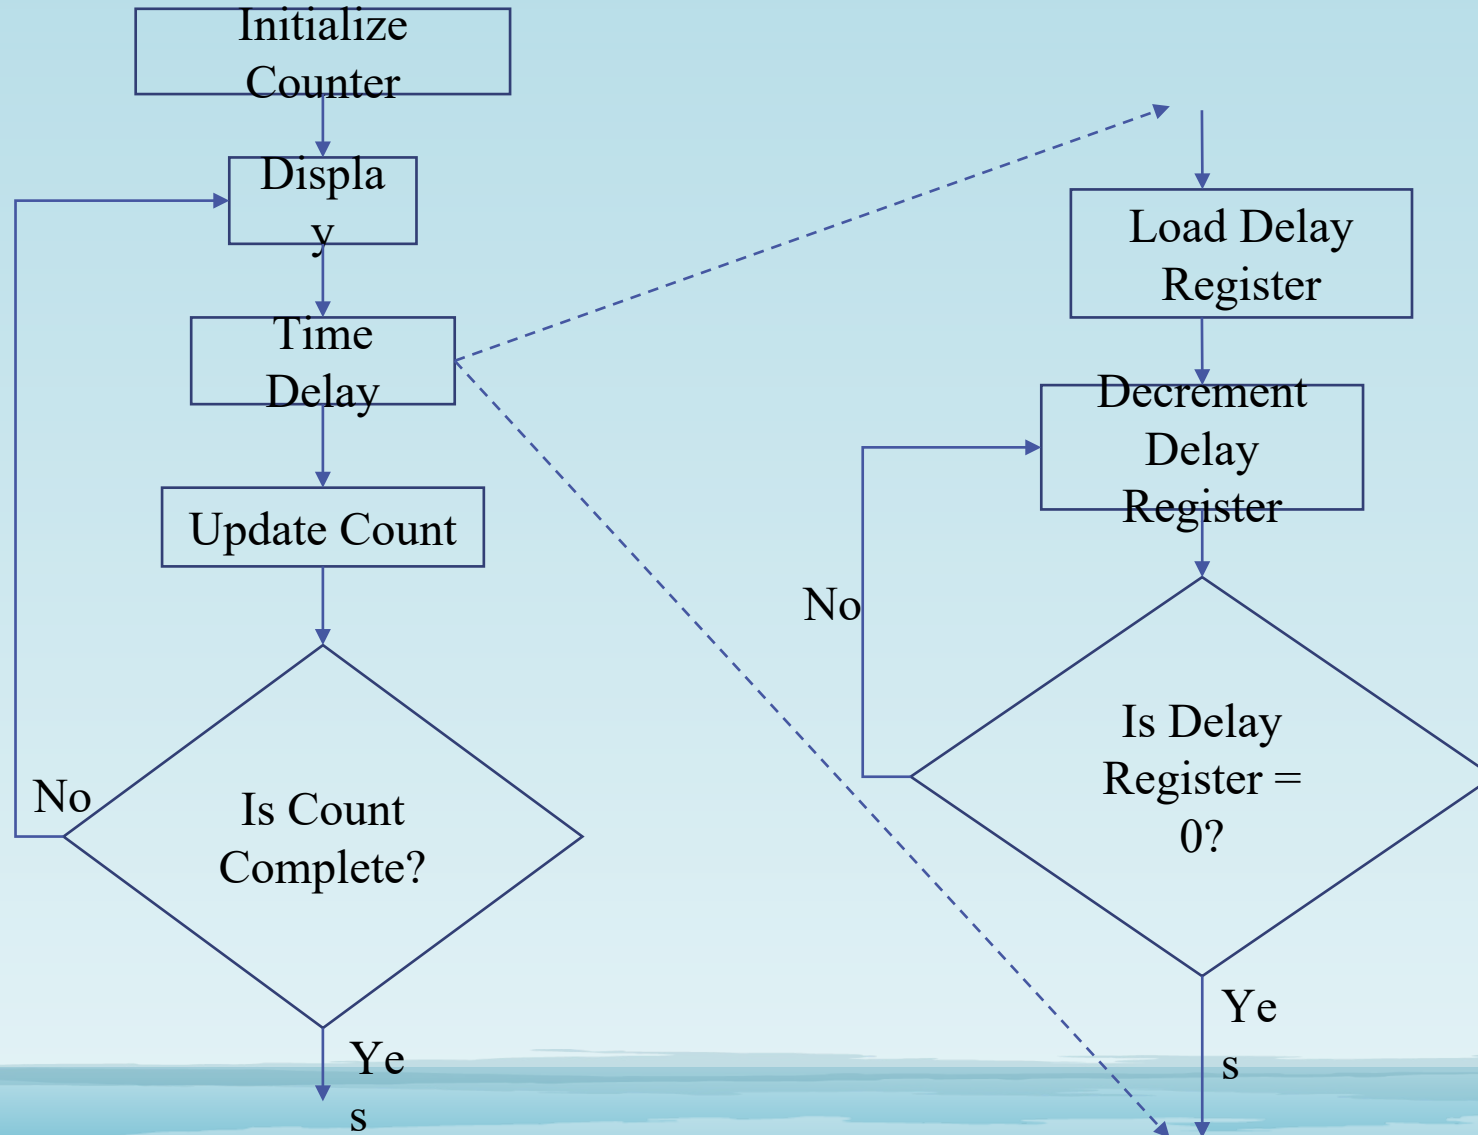 Initialize
Counter
Displa
y
Time
Delay
Update Count
No
Is Count
Complete?
Ye
s
Load Delay
Register
Decrement
Delay
Register
No
Is Delay
Register =
0?
Ye
s